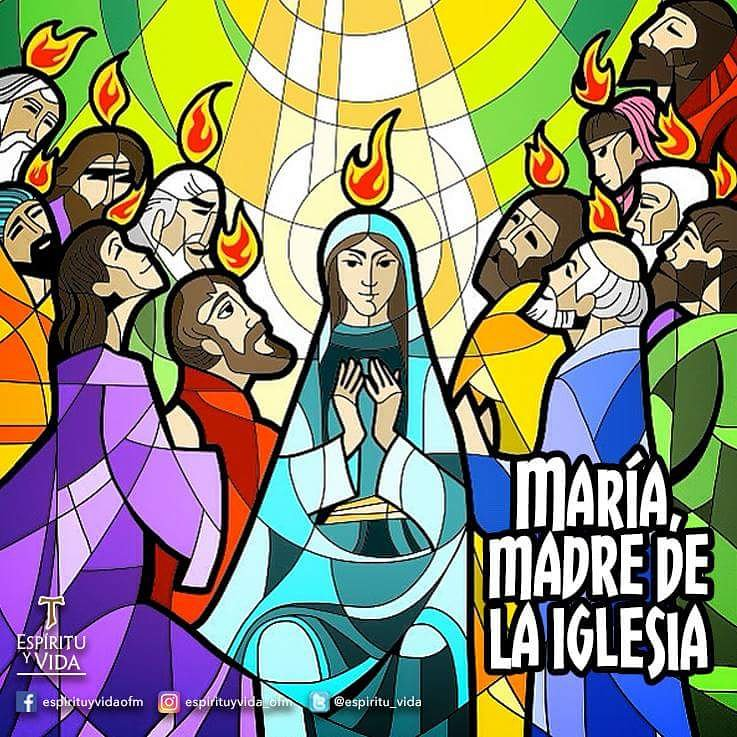 MARÍA,
MADRE DE
LA IGLESIA
ESPÍRITU
Y VIDA
espirituyvidaofm espirituyvida_ofm @espiritu_vida